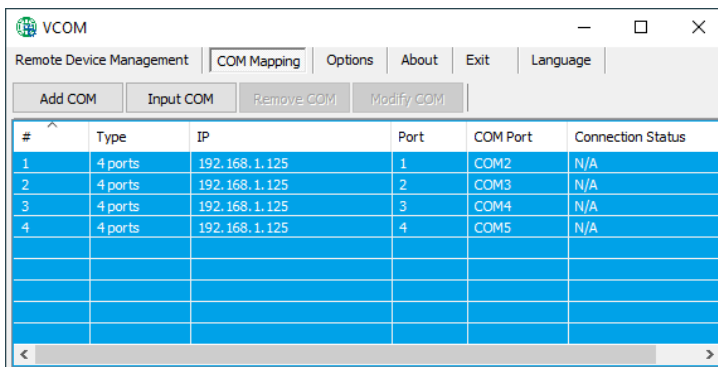 VCOM
Remote Device Management COM Mapping Options About Exit Language
Add COM Input COM Remove COM Modify COM
# Type IP Port COM Port Connection Status
1 4 ports 192.168.1.125 1 COM2 N/A
2 4 ports 192.168.1.125 2 COM3 N/A
3 4 ports 192.168.1.125 3 COM4 N/A
4 4 ports 192.168.1.125 4 COM5 N/A